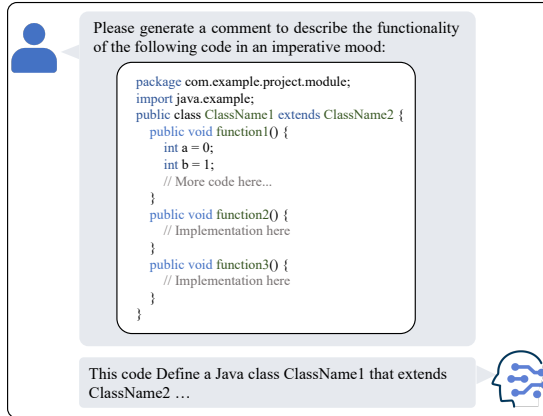 Please generate a comment to describe the functionality
of the following code in an imperative mood:
package com.example.project.module;
import java.example;
public class ClassName1 extends ClassName2 {
public void function1() {
int a = 0;
int b = 1;
// More code here...
}
public void function2() {
// Implementation here
}
public void function3() {
// Implementation here
}
}
This code Define a Java class ClassName1 that extends
ClassName2 …